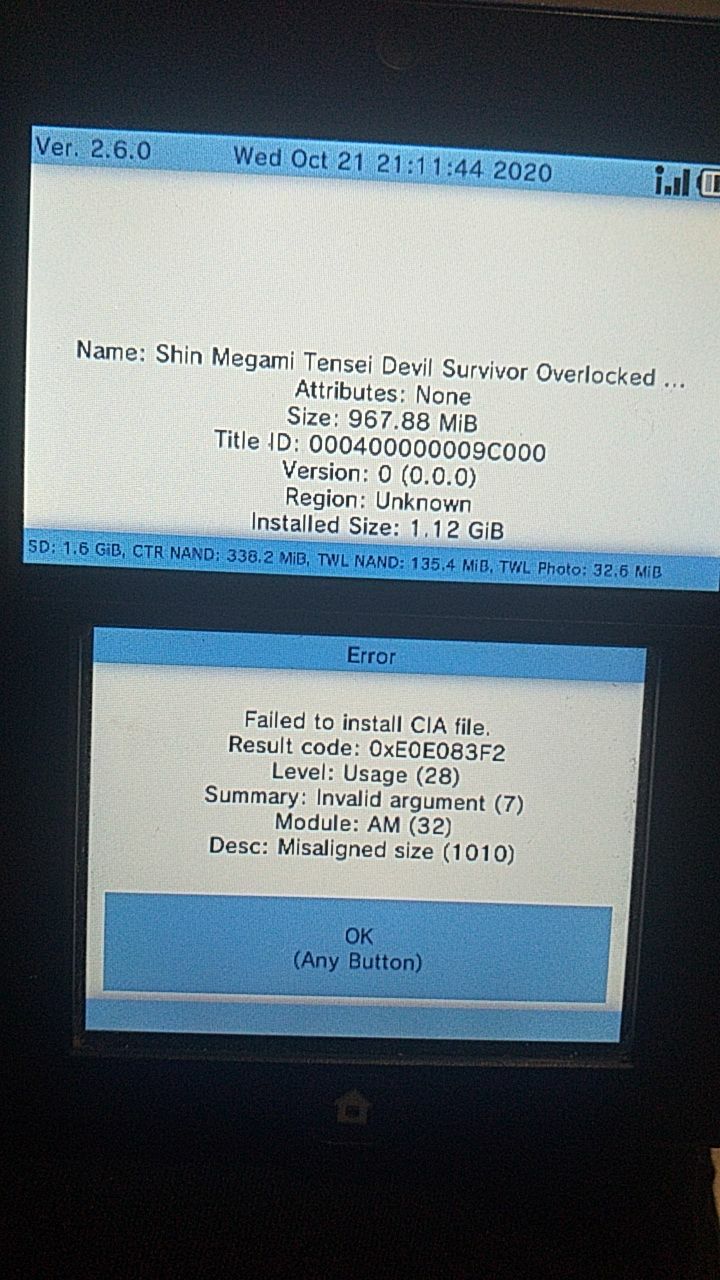 Ver. 2.6.0 Wed Oct 21 21:11:44 2020
Name: Shin Megami Tensei Devil Survivor Overlocked ...
Attributes: None
Size: 967.88 MiB
Title ID: 000400000009C000
Version: 0 (0.0.0)
Region: Unknown
Installed Size: 1.12 GiB
SD: 1.6 GiB, CTR NAND: 338.2 MiB, TWL NAND: 135.4 MiB, TWL Photo: 32.6 MiB
Error
Failed to install CIA file.
Result code: 0xE0E083F2
Level: Usage (28)
Summary: Invalid argument (7)
Module: AM (32)
Desc: Misaligned size (1010)
OK
(Any Button)